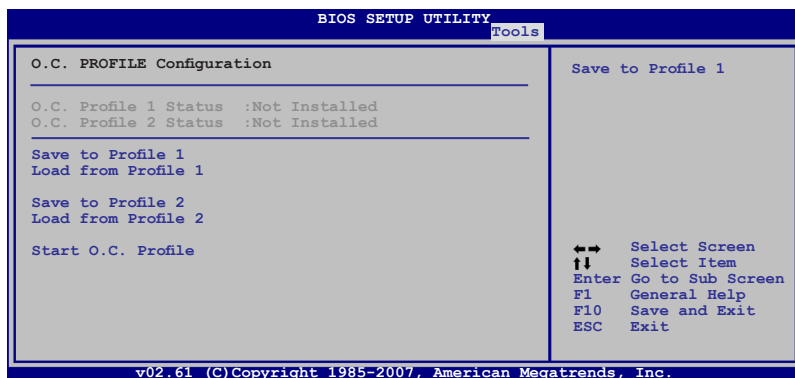 BIOS SETUP UTILITY
Tools
O.C. PROFILE Configuration
O.C. Profile 1 Status :Not Installed
O.C. Profile 2 Status :Not Installed
Save to Profile 1
Load from Profile 1
Save to Profile 2
Load from Profile 2
Start O.C. Profile
Save to Profile 1
←→ Select Screen
↑↓ Select Item
Enter Go to Sub Screen
F1 General Help
F10 Save and Exit
ESC Exit
v02.61 (C)Copyright 1985-2007, American Megatrends, Inc.